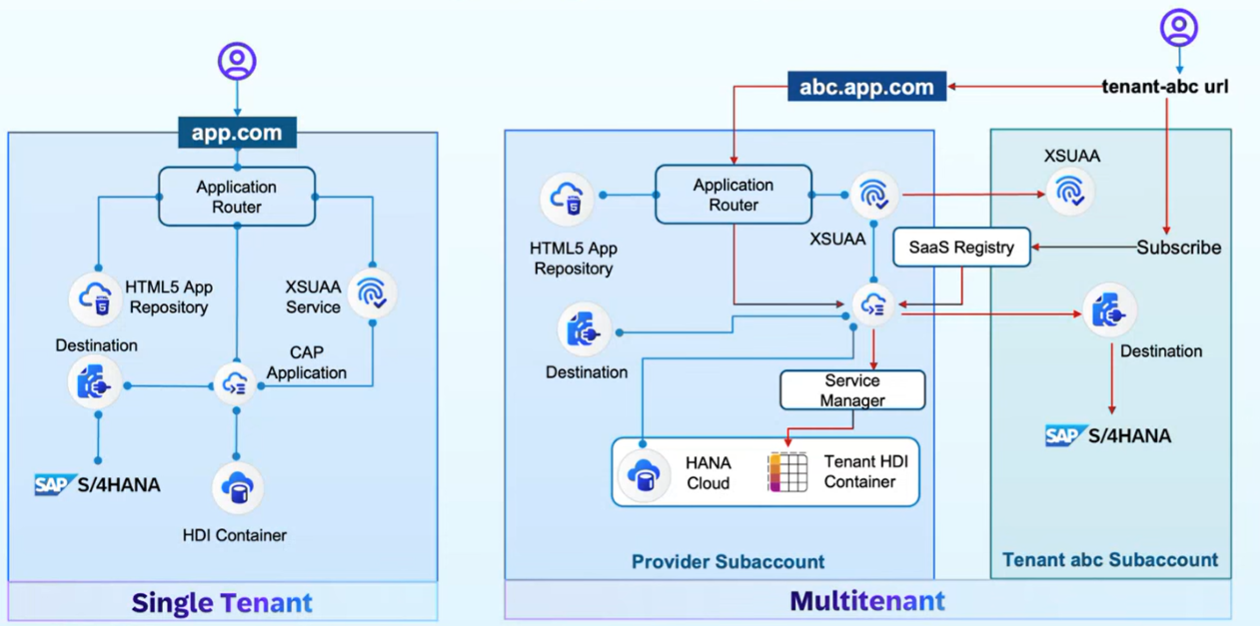 app.com
Application
Router
HTML5 App
Repository
XSUAA
Service
Destination
CAP
Application
SAP S/4HANA
HDI Container
Single Tenant
tenant-abc url
abc.app.com
Application
Router
XSUAA
HTML5 App
Repository
XSUAA
SaaS Registry
Subscribe
Destination
Destination
Service
Manager
HANA
Cloud
Tenant HDI
Container
SAP S/4HANA
Provider Subaccount
Tenant abc Subaccount
Multitenant
5
5